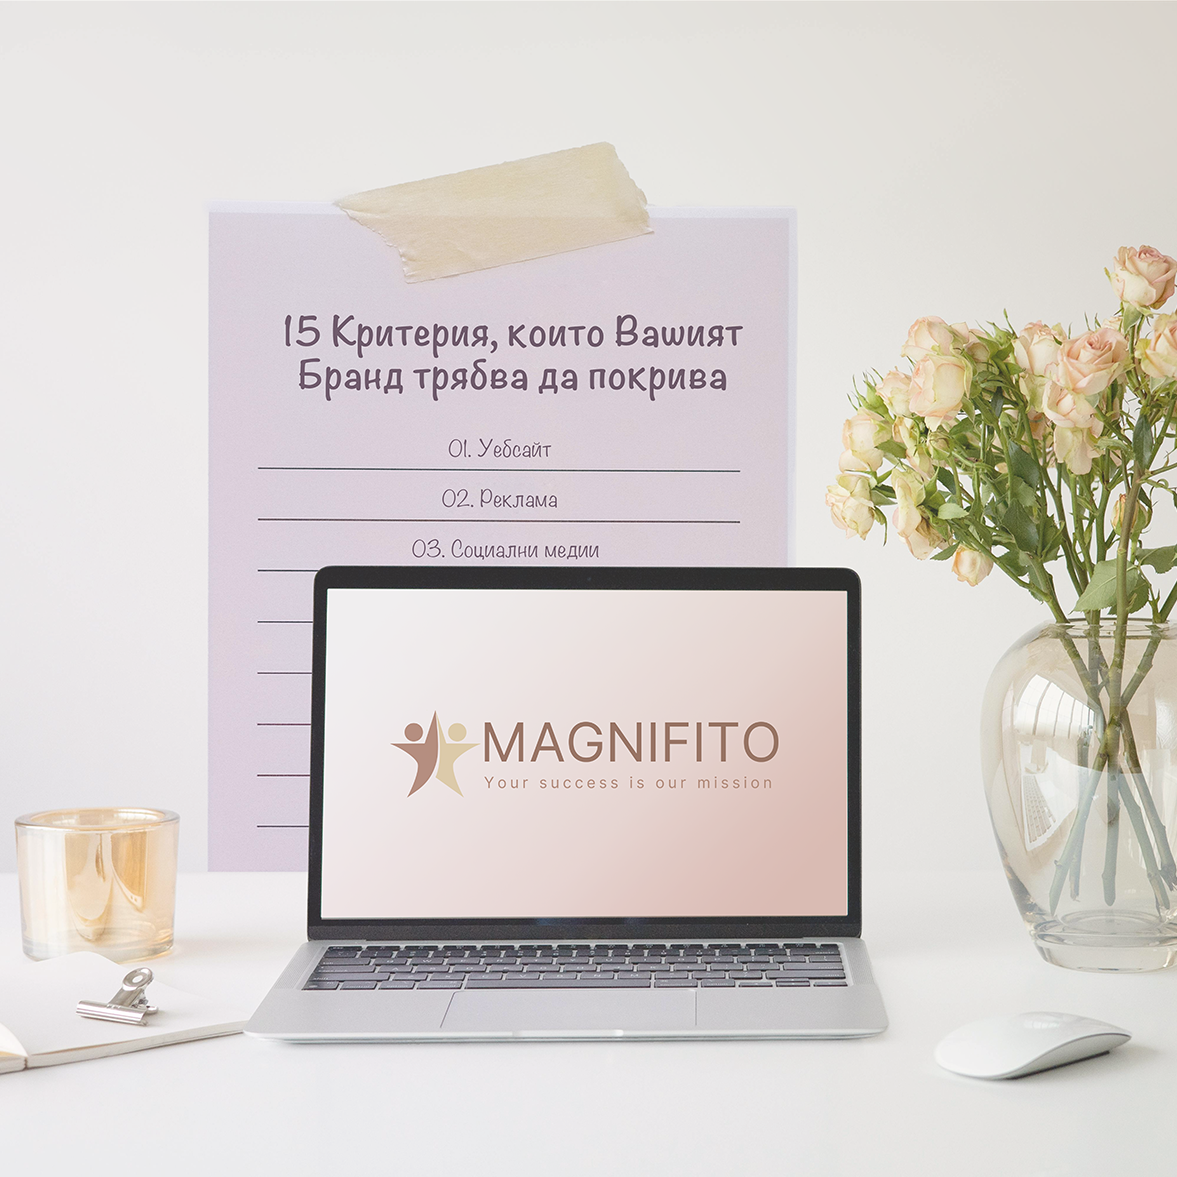 15 Критерия, които Вашият
Бранд трябва да покрива
01. Уебсайт
02. Реклама
03. Социални медии
MAGNIFITO
Your success is our mission